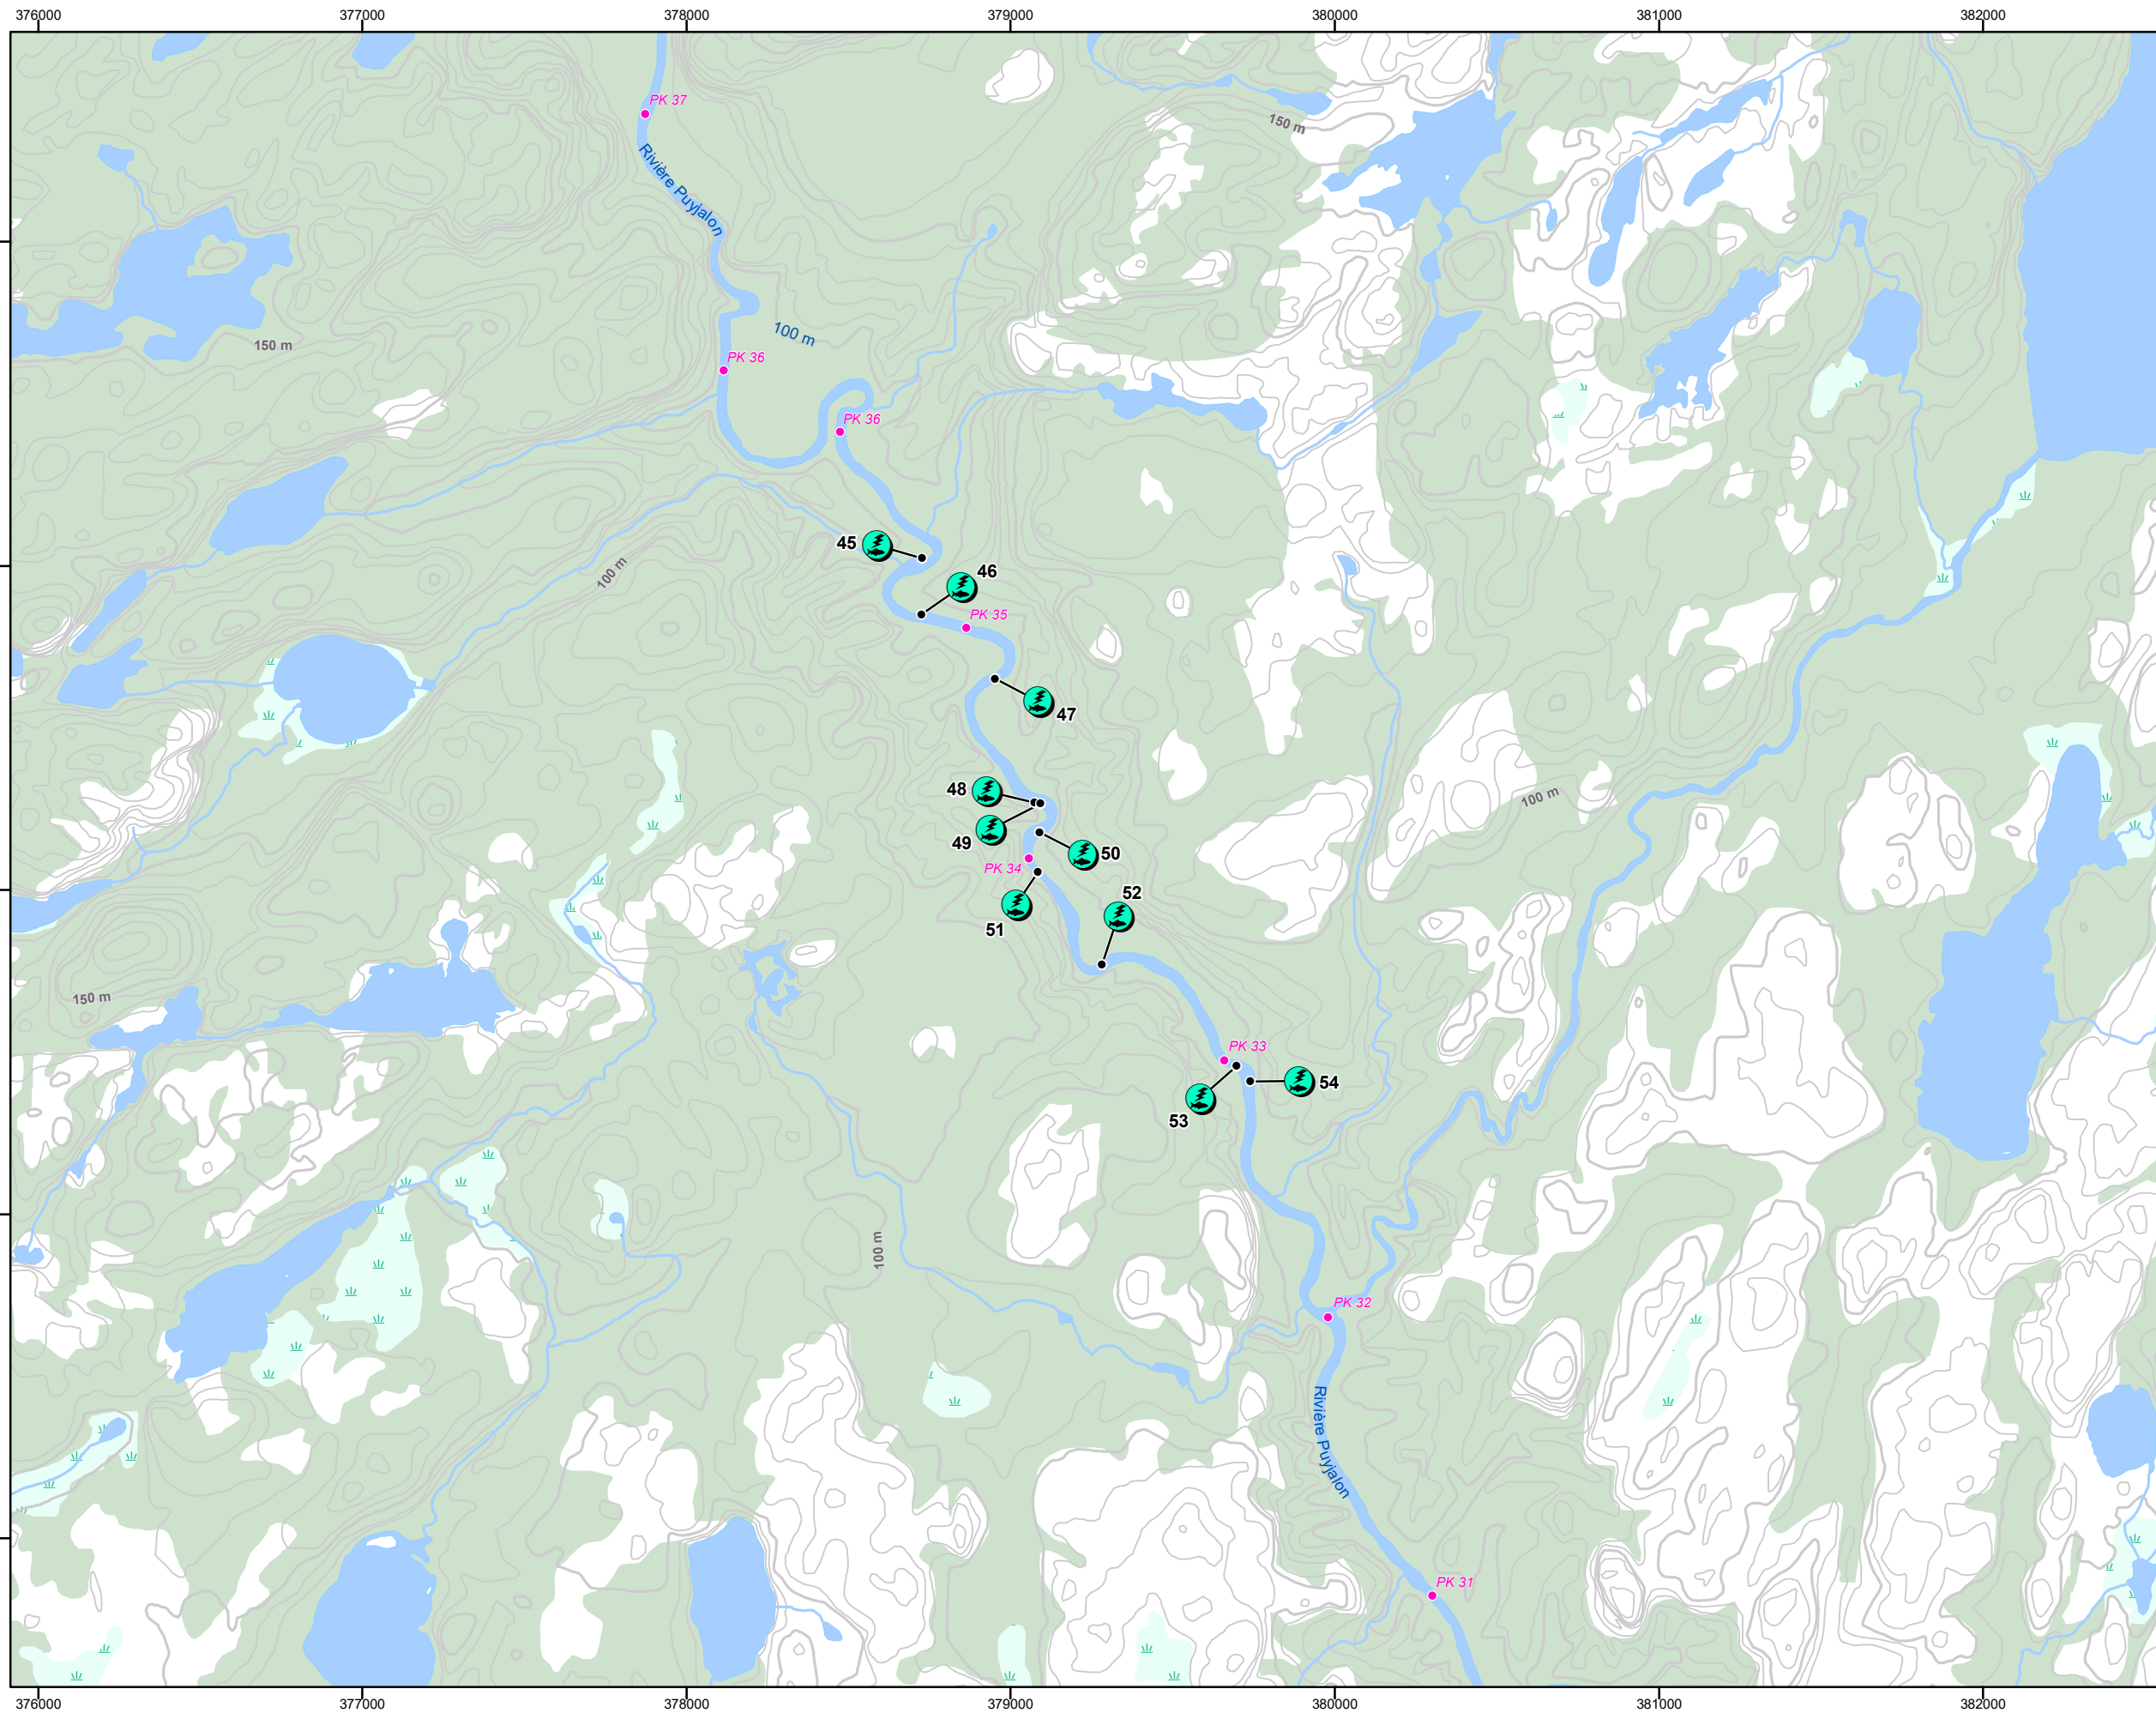 376000 377000 378000 379000 380000 381000 382000
PK 37
150 m
Rivière Puyjalon
100 m
150 m
PK 36
PK 36
45
46
100 m
PK 35
47
48
100 m
49
50
PK 34
52
51
150 m
PK 33
54
53
100 m
PK 32
Rivière Puyjalon
PK 31
376000 377000 378000 379000 380000 381000 382000